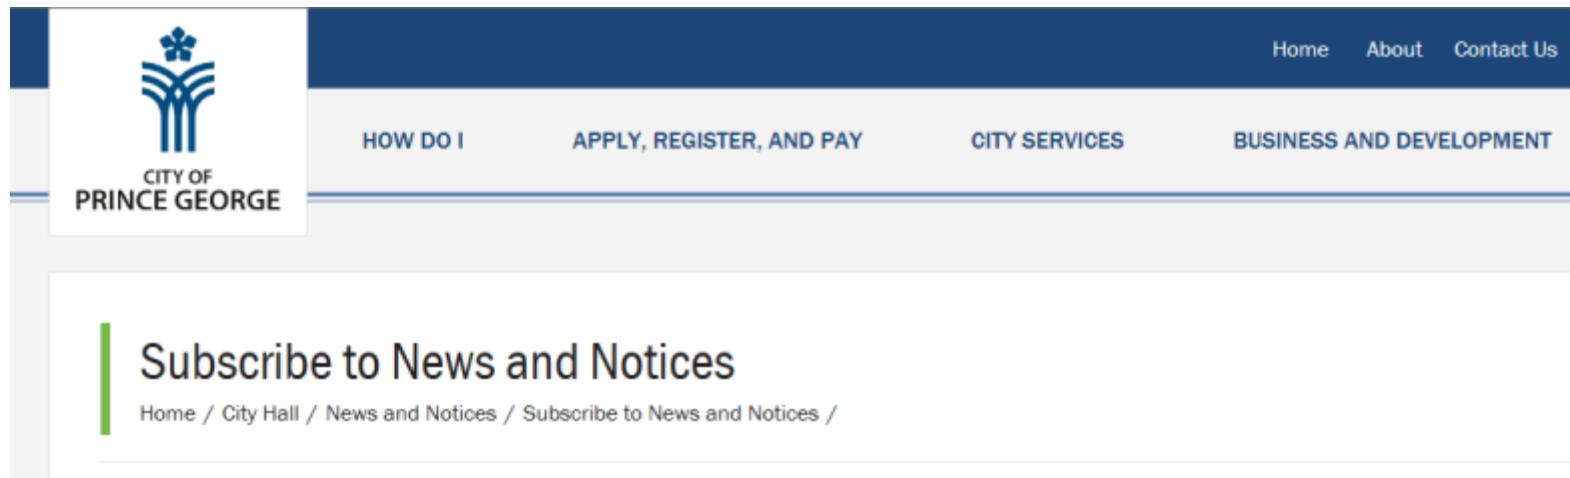 Home About Contact Us
CITY OF
PRINCE GEORGE
HOW DO I APPLY, REGISTER, AND PAY CITY SERVICES BUSINESS AND DEVELOPMENT
Subscribe to News and Notices
Home / City Hall / News and Notices / Subscribe to News and Notices /